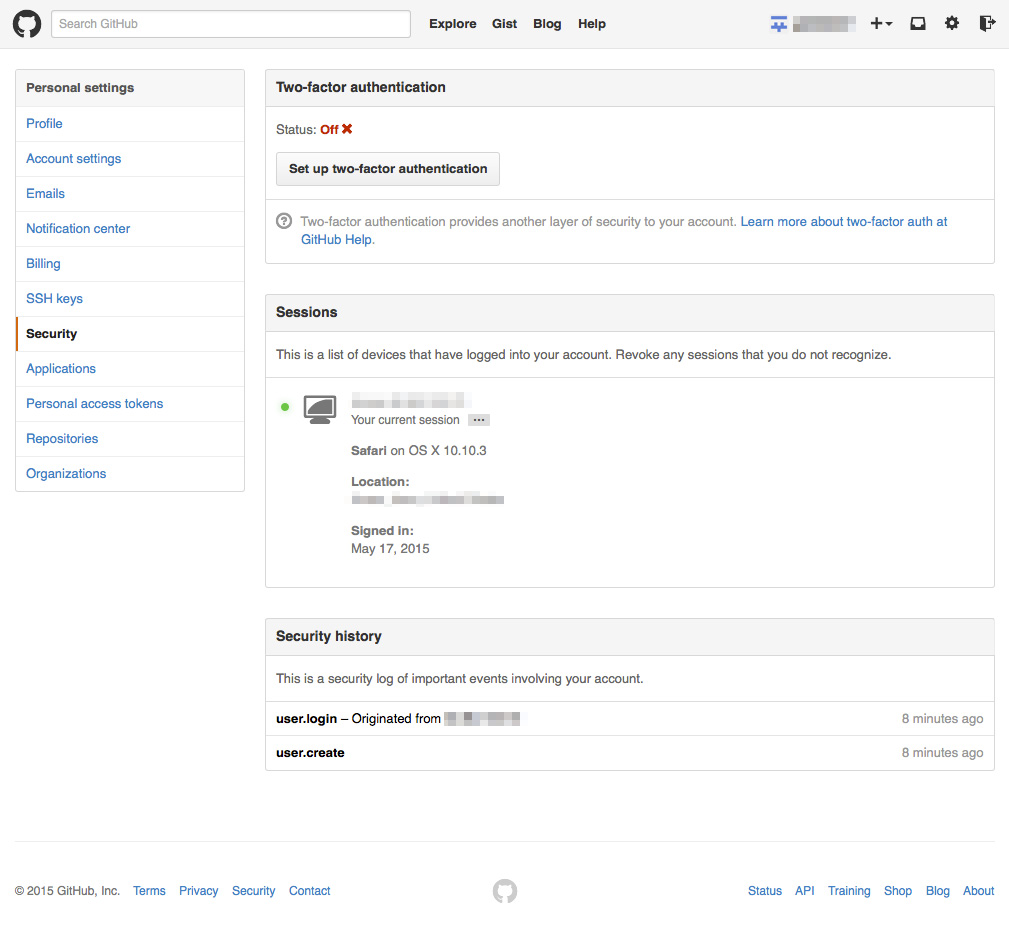 Search GitHub
Explore Gist Blog Help
Personal settings
Profile
Account settings
Emails
Notification center
Billing
SSH keys
Security
Applications
Personal access tokens
Repositories
Organizations
Two-factor authentication
Status: Off
Set up two-factor authentication
Two-factor authentication provides another layer of security to your account. Learn more about two-factor auth at
GitHub Help.
Sessions
This is a list of devices that have logged into your account. Revoke any sessions that you do not recognize.
Your current session
Safari on OS X 10.10.3
Location:
Signed in:
May 17, 2015
Security history
This is a security log of important events involving your account.
user.login – Originated from 8 minutes ago
user.create 8 minutes ago
© 2015 GitHub, Inc. Terms Privacy Security Contact Status API Training Shop Blog About